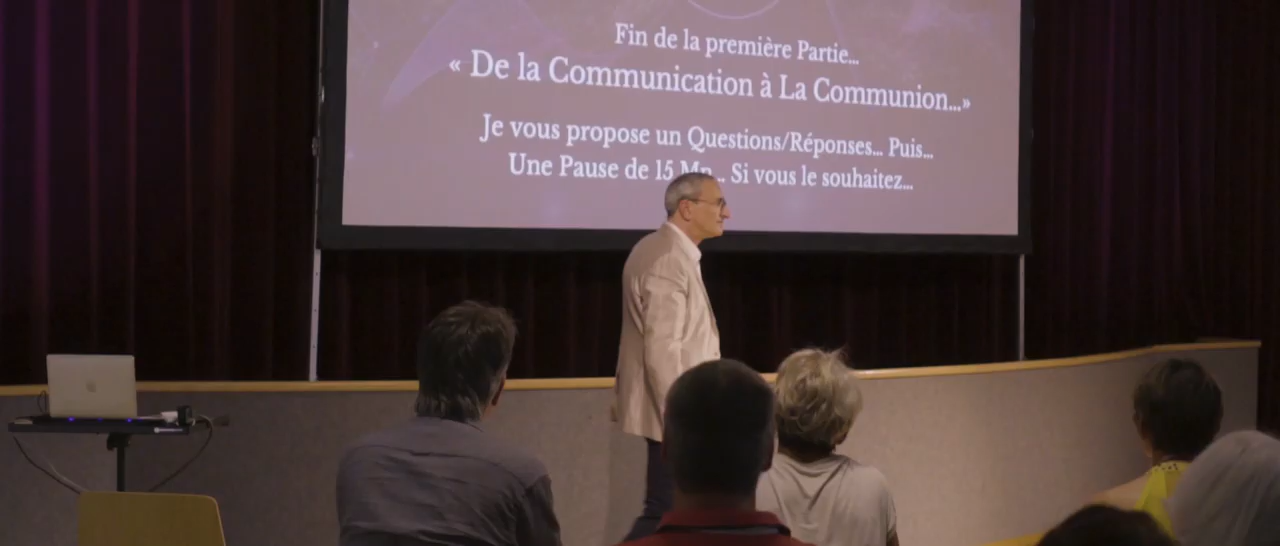 Fin de la première Partie...
« De la Communication à La Communion...»
Je vous propose un Questions/Réponses... Puis...
Une Pause de 15 Mn... Si vous le souhaitez...